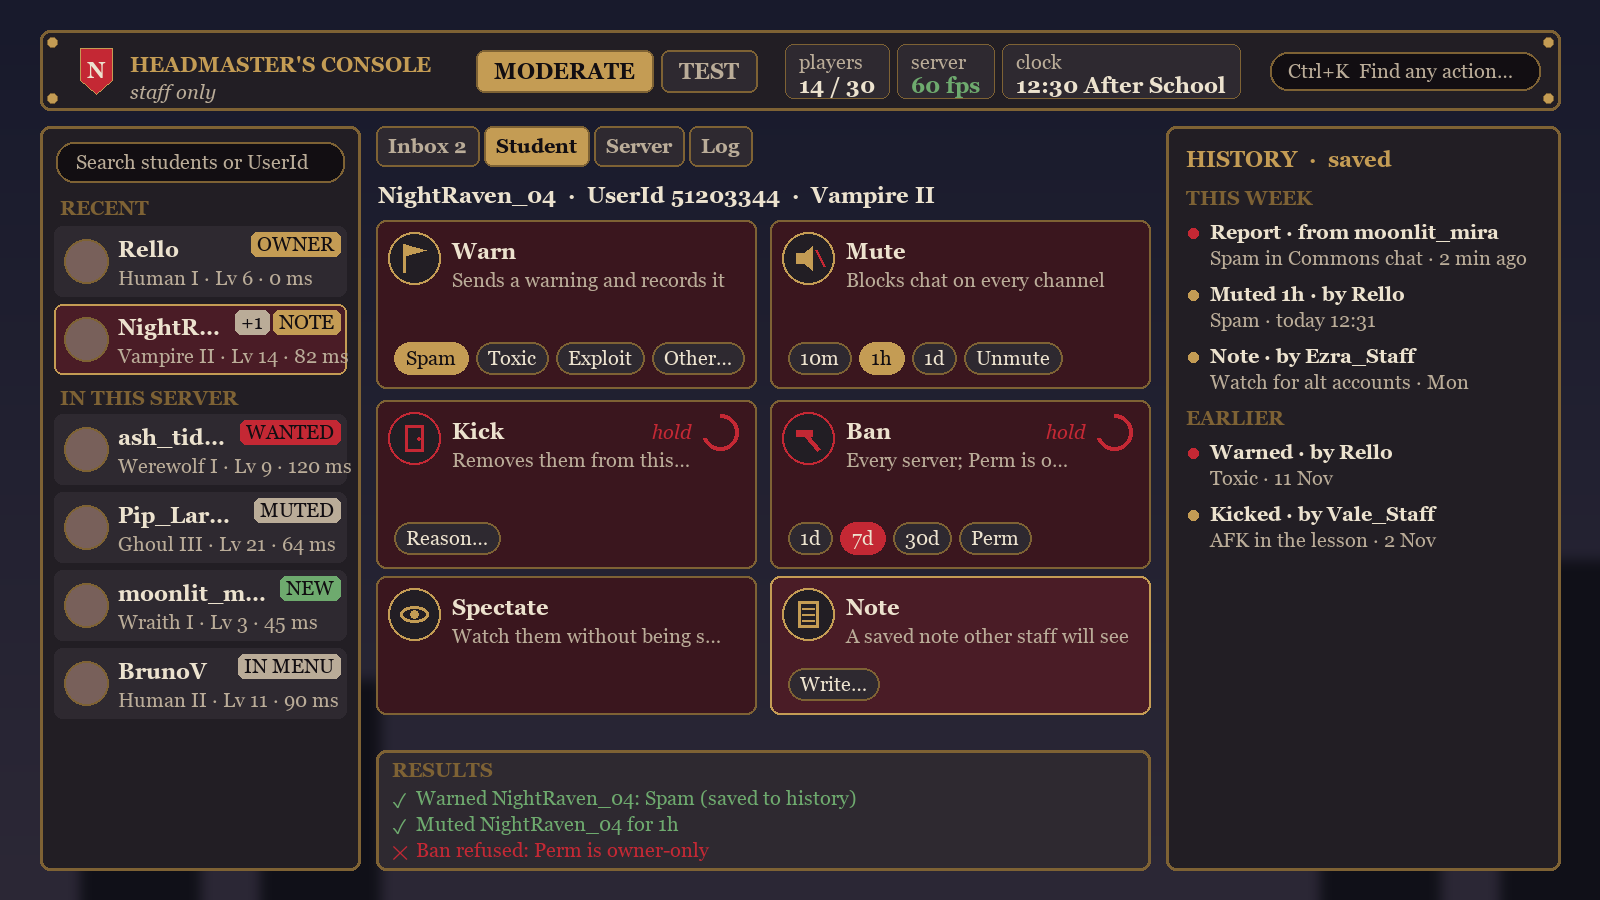 N
HEADMASTER'S CONSOLE
staff only
MODERATE
TEST
players
14 / 30
server
60 fps
clock
12:30 After School
Ctrl+K Find any action...
Search students or UserId
RECENT
Rello
OWNER
Human I · Lv 6 · 0 ms
NightR...
+1
NOTE
Vampire II · Lv 14 · 82 ms
IN THIS SERVER
ash_tid...
WANTED
Werewolf I · Lv 9 · 120 ms
Pip_Lar...
MUTED
Ghoul III · Lv 21 · 64 ms
moonlit_m...
NEW
Wraith I · Lv 3 · 45 ms
BrunoV
IN MENU
Human II · Lv 11 · 90 ms
Inbox 2
Student
Server
Log
NightRaven_04 · UserId 51203344 · Vampire II
Warn
Sends a warning and records it
Spam
Toxic
Exploit
Other...
Mute
Blocks chat on every channel
10m
1h
1d
Unmute
Kick
hold
Removes them from this...
Reason...
Ban
hold
Every server; Perm is o...
1d
7d
30d
Perm
Spectate
Watch them without being s...
Note
A saved note other staff will see
Write...
RESULTS
✓ Warned NightRaven_04: Spam (saved to history)
✓ Muted NightRaven_04 for 1h
✕ Ban refused: Perm is owner-only
HISTORY · saved
THIS WEEK
Report · from moonlit_mira
Spam in Commons chat · 2 min ago
Muted 1h · by Rello
Spam · today 12:31
Note · by Ezra_Staff
Watch for alt accounts · Mon
EARLIER
Warned · by Rello
Toxic · 11 Nov
Kicked · by Vale_Staff
AFK in the lesson · 2 Nov